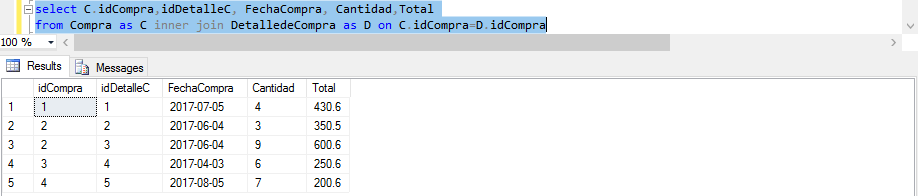 select C.idCompra,idDetalleC, FechaCompra, Cantidad,Total
from Compra as C inner join DetalledeCompra as D on C.idCompra=D.idCompra
100 %
Results Messages
idCompra idDetalleC FechaCompra Cantidad Total
1 1 1 2017-07-05 4 430.6
2 2 2 2017-06-04 3 350.5
3 2 3 2017-06-04 9 600.6
4 3 4 2017-04-03 6 250.6
5 4 5 2017-08-05 7 200.6